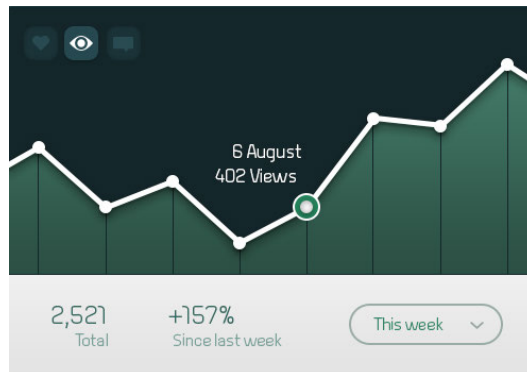 6 August
402 Views
2,521
Total
+157%
Since last week
This week